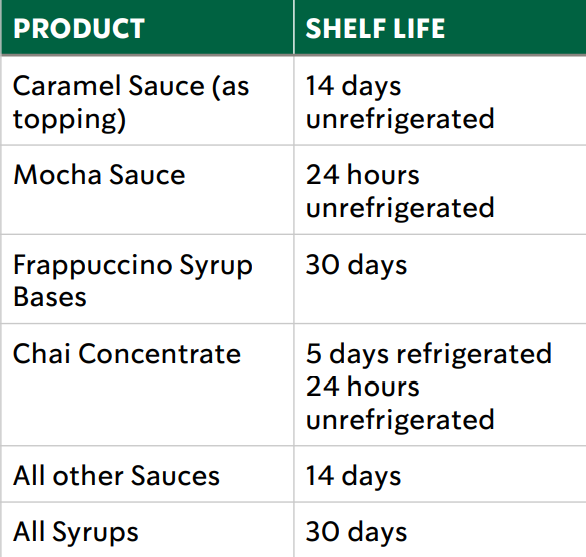 PRODUCT SHELF LIFE
Caramel Sauce (as
topping)
14 days
unrefrigerated
Mocha Sauce
24 hours
unrefrigerated
Frappuccino Syrup
Bases
30 days
Chai Concentrate
5 days refrigerated
24 hours
unrefrigerated
All other Sauces
14 days
All Syrups
30 days